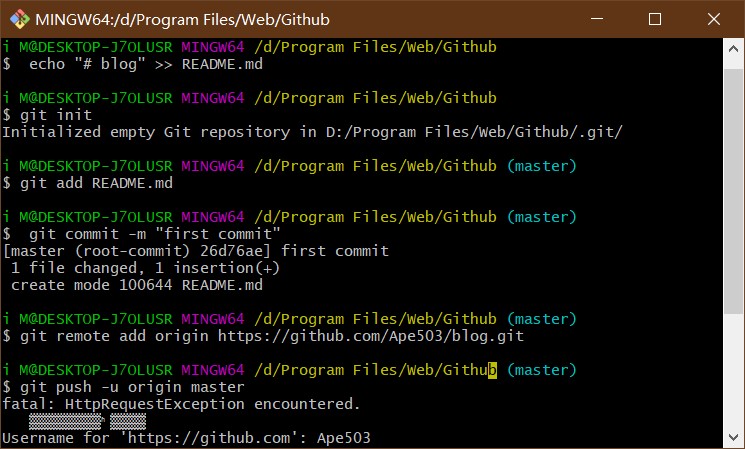 MINGW64:/d/Program Files/Web/Github
i M@DESKTOP-J7OLUSR MINGW64 /d/Program Files/Web/Github
$  echo "# blog" >> README.md
i M@DESKTOP-J7OLUSR MINGW64 /d/Program Files/Web/Github
$ git init
Initialized empty Git repository in D:/Program Files/Web/Github/.git/
i M@DESKTOP-J7OLUSR MINGW64 /d/Program Files/Web/Github (master)
$ git add README.md
i M@DESKTOP-J7OLUSR MINGW64 /d/Program Files/Web/Github (master)
$  git commit -m "first commit"
[master (root-commit) 26d76ae] first commit
 1 file changed, 1 insertion(+)
 create mode 100644 README.md
i M@DESKTOP-J7OLUSR MINGW64 /d/Program Files/Web/Github (master)
$ git remote add origin https://github.com/Ape503/blog.git
i M@DESKTOP-J7OLUSR MINGW64 /d/Program Files/Web/Github (master)
$ git push -u origin master
fatal: HttpRequestException encountered.
Username for 'https://github.com': Ape503